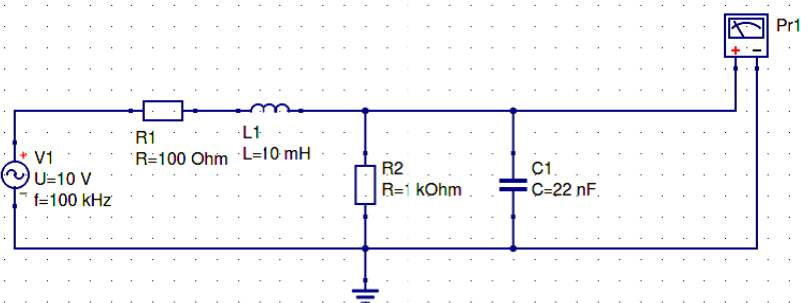 Pr1
+ −
R1
R=100 Ohm
L1
L=10 mH
+ V1
U=10 V
− f=100 kHz
R2
R=1 kOhm
C1
C=22 nF